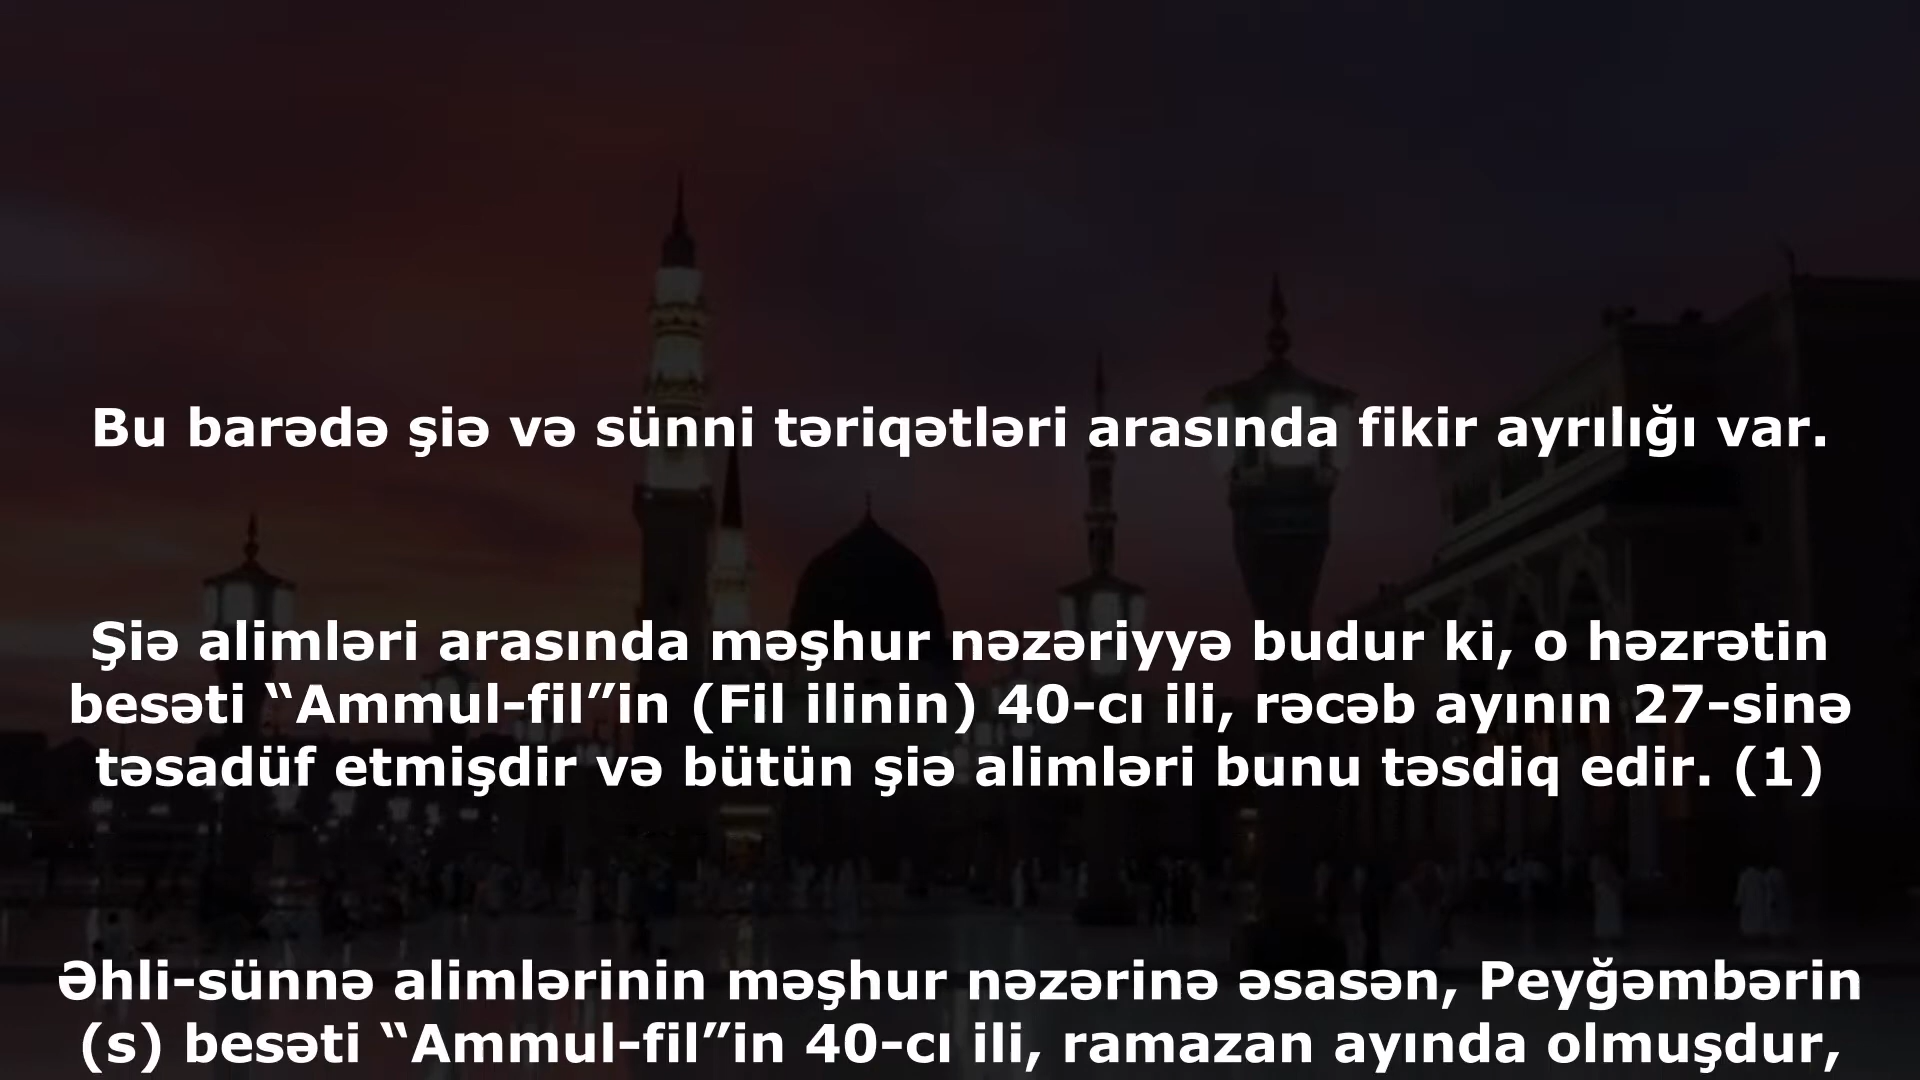 Bu barədə şiə və sünni təriqətləri arasında fikir ayrılığı var.
Şiə alimləri arasında məşhur nəzəriyyə budur ki, o həzrətin
besəti “Ammul-fil”in (Fil ilinin) 40-cı ili, rəcəb ayının 27-sinə
təsadüf etmişdir və bütün şiə alimləri bunu təsdiq edir. (1)
Əhli-sünnə alimlərinin məşhur nəzərinə əsasən, Peyğəmbərin
(s) besəti “Ammul-fil”in 40-cı ili, ramazan ayında olmuşdur,